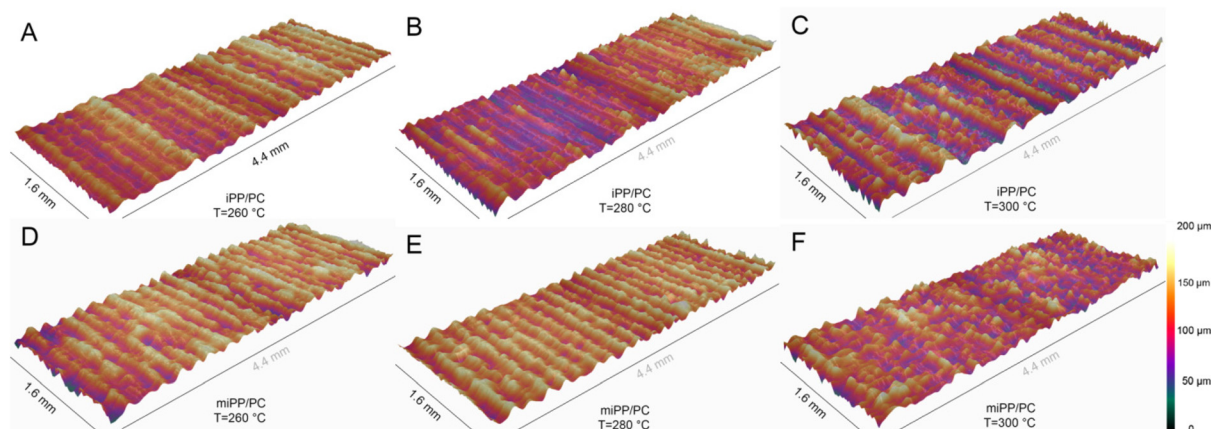 A
1.6 mm
4.4 mm
iPP/PC
T=260 °C
B
1.6 mm
4.4 mm
iPP/PC
T=280 °C
C
1.6 mm
4.4 mm
iPP/PC
T=300 °C
D
1.6 mm
4.4 mm
miPP/PC
T=260 °C
E
1.6 mm
4.4 mm
miPP/PC
T=280 °C
F
1.6 mm
4.4 mm
miPP/PC
T=300 °C
200 µm
150 µm
100 µm
50 µm
0